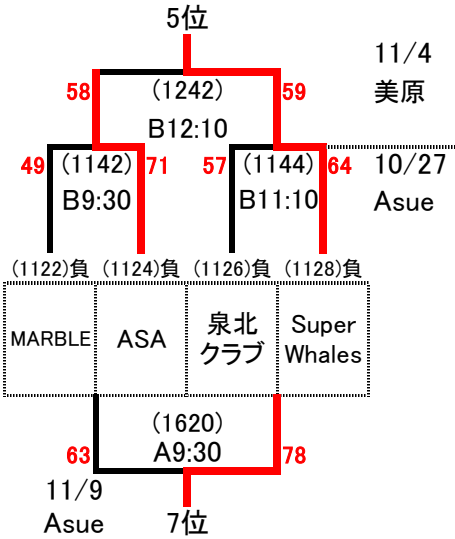 5位
11/4
58 (1242) 59
美原
B12:10
49 (1142) 71 57 (1144) 64 10/27
B9:30 B11:10 Asue
(1122)負 (1124)負 (1126)負 (1128)負
MARBLE ASA 泉北クラブ Super Whales
(1620)
63 A9:30 78
11/9
Asue 7位